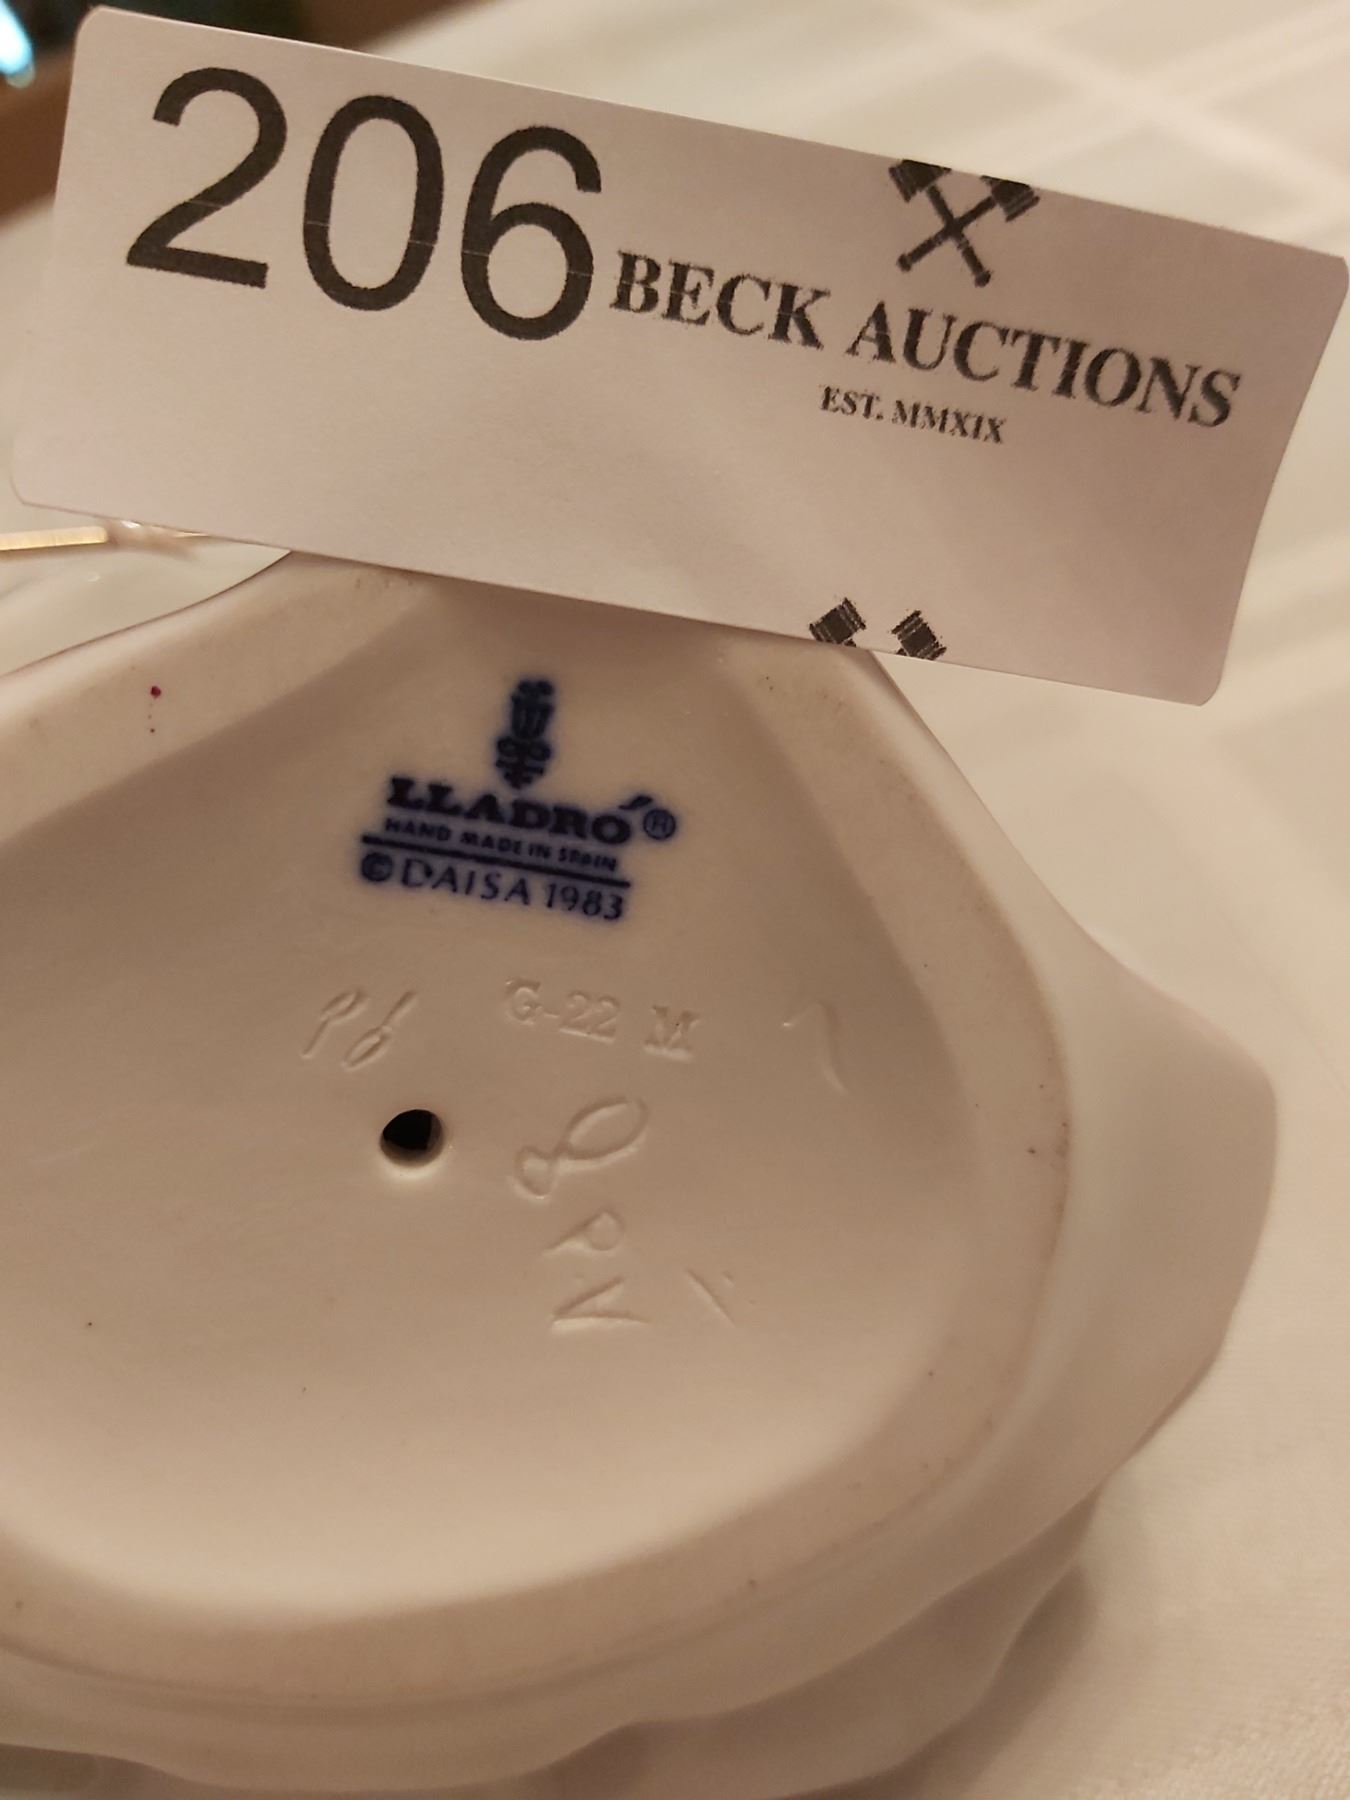 206
BECK AUCTIONS
EST. MMXIX
LLADRÓ®
HAND MADE IN SPAIN
©DAISA 1983
G-22 M